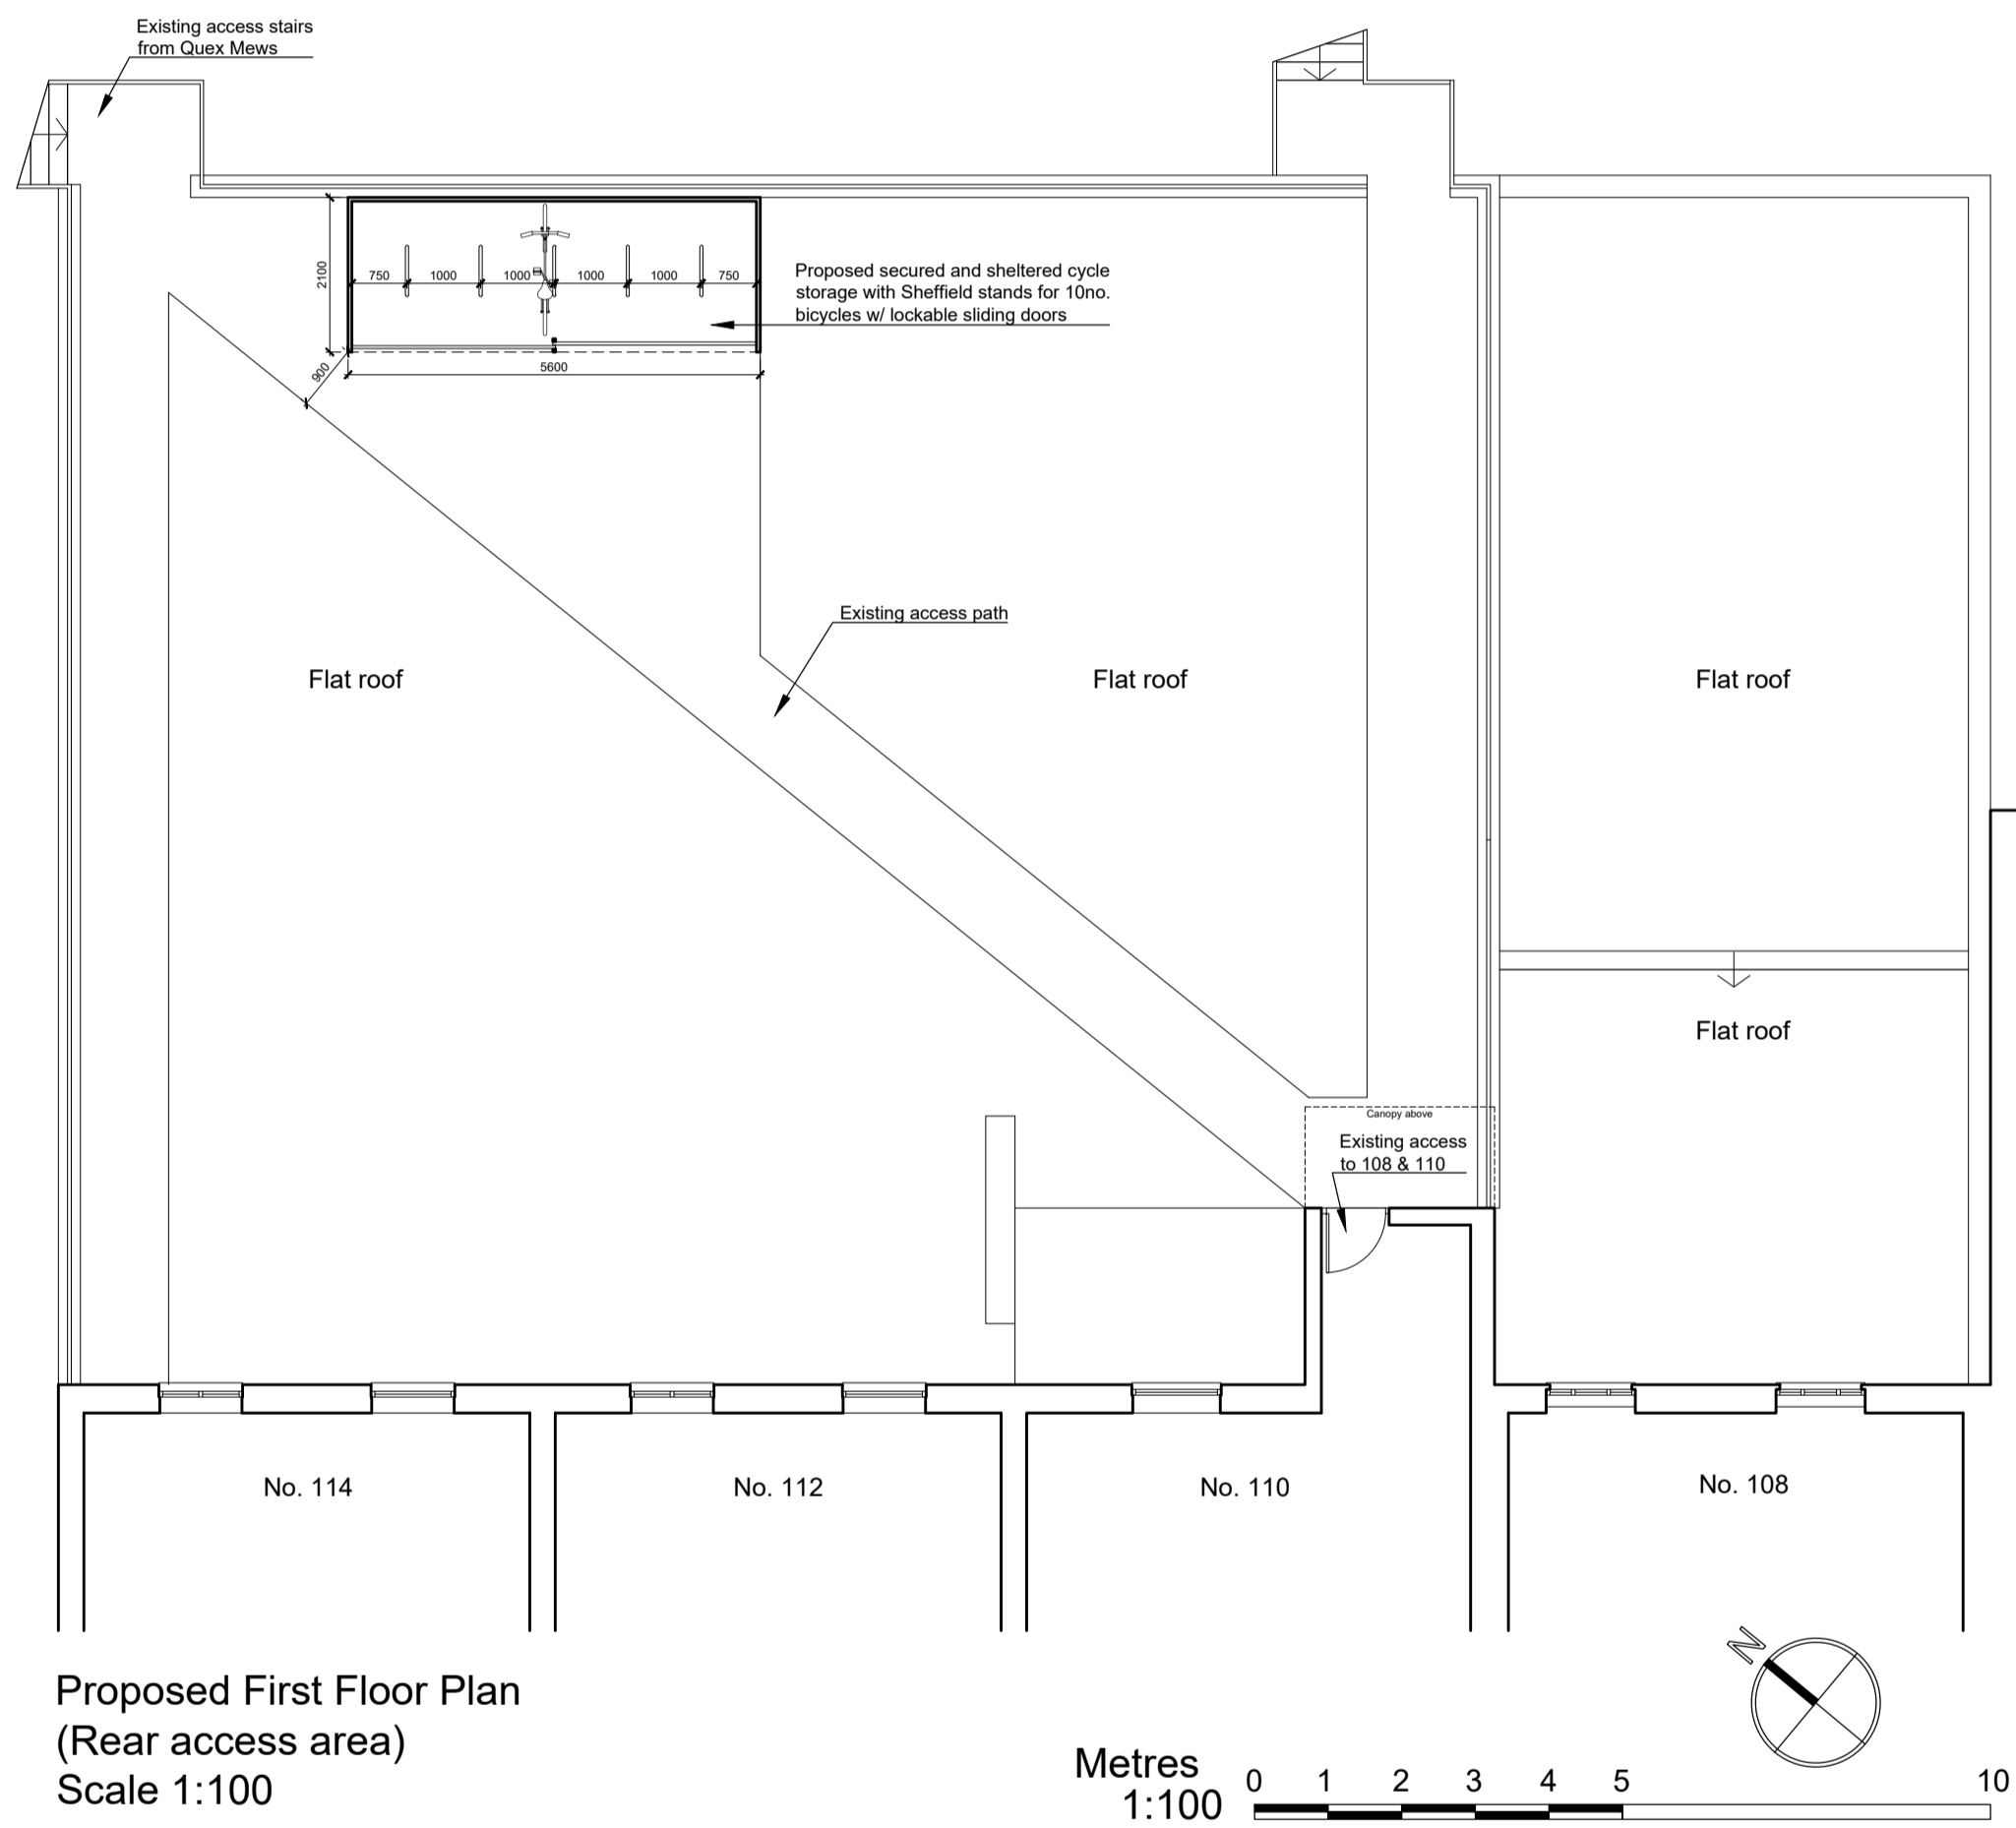 Existing access stairs
from Quex Mews
2100
750 1000 1000 1000 1000 750
Proposed secured and sheltered cycle
storage with Sheffield stands for 10no.
bicycles w/ lockable sliding doors
900
5600
Existing access path
Flat roof
Flat roof
Flat roof
Flat roof
Canopy above
Existing access
to 108 & 110
No. 114
No. 112
No. 110
No. 108
N
Proposed First Floor Plan
(Rear access area)
Scale 1:100
Metres
1:100
0 1 2 3 4 5 10